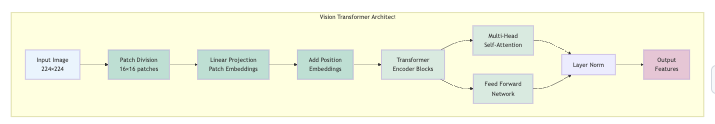 Vision Transformer Architect
Input Image
224×224
Patch Division
16×16 patches
Linear Projection
Patch Embeddings
Add Position
Embeddings
Transformer
Encoder Blocks
Multi-Head
Self-Attention
Feed Forward
Network
Layer Norm
Output
Features